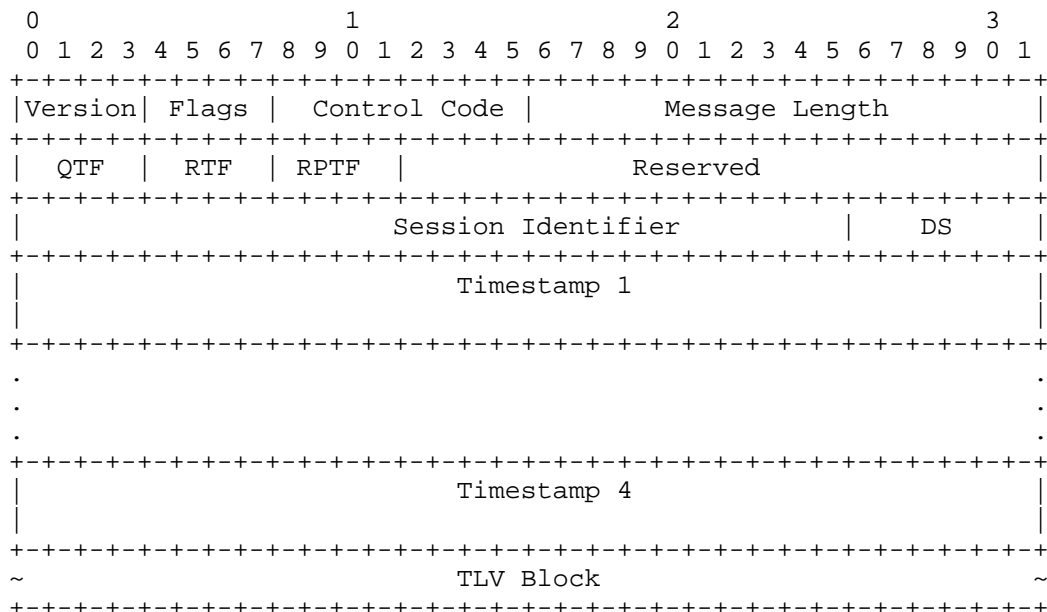 0                   1                   2                   3
 0 1 2 3 4 5 6 7 8 9 0 1 2 3 4 5 6 7 8 9 0 1 2 3 4 5 6 7 8 9 0 1
+-+-+-+-+-+-+-+-+-+-+-+-+-+-+-+-+-+-+-+-+-+-+-+-+-+-+-+-+-+-+-+-+
|Version| Flags |  Control Code |        Message Length         |
+-+-+-+-+-+-+-+-+-+-+-+-+-+-+-+-+-+-+-+-+-+-+-+-+-+-+-+-+-+-+-+-+
|  QTF  |  RTF  | RPTF  |              Reserved                 |
+-+-+-+-+-+-+-+-+-+-+-+-+-+-+-+-+-+-+-+-+-+-+-+-+-+-+-+-+-+-+-+-+
|                       Session Identifier          |    DS     |
+-+-+-+-+-+-+-+-+-+-+-+-+-+-+-+-+-+-+-+-+-+-+-+-+-+-+-+-+-+-+-+-+
|                           Timestamp 1                         |
|                                                               |
+-+-+-+-+-+-+-+-+-+-+-+-+-+-+-+-+-+-+-+-+-+-+-+-+-+-+-+-+-+-+-+-+
.                                                               .
.                                                               .
.                                                               .
+-+-+-+-+-+-+-+-+-+-+-+-+-+-+-+-+-+-+-+-+-+-+-+-+-+-+-+-+-+-+-+-+
|                           Timestamp 4                         |
|                                                               |
+-+-+-+-+-+-+-+-+-+-+-+-+-+-+-+-+-+-+-+-+-+-+-+-+-+-+-+-+-+-+-+-+
~                           TLV Block                           ~
+-+-+-+-+-+-+-+-+-+-+-+-+-+-+-+-+-+-+-+-+-+-+-+-+-+-+-+-+-+-+-+-+